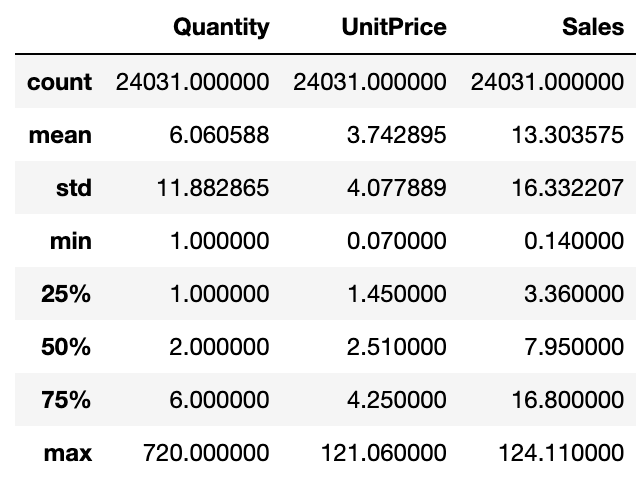 Quantity UnitPrice Sales
count 24031.000000 24031.000000 24031.000000
mean 6.060588 3.742895 13.303575
std 11.882865 4.077889 16.332207
min 1.000000 0.070000 0.140000
25% 1.000000 1.450000 3.360000
50% 2.000000 2.510000 7.950000
75% 6.000000 4.250000 16.800000
max 720.000000 121.060000 124.110000